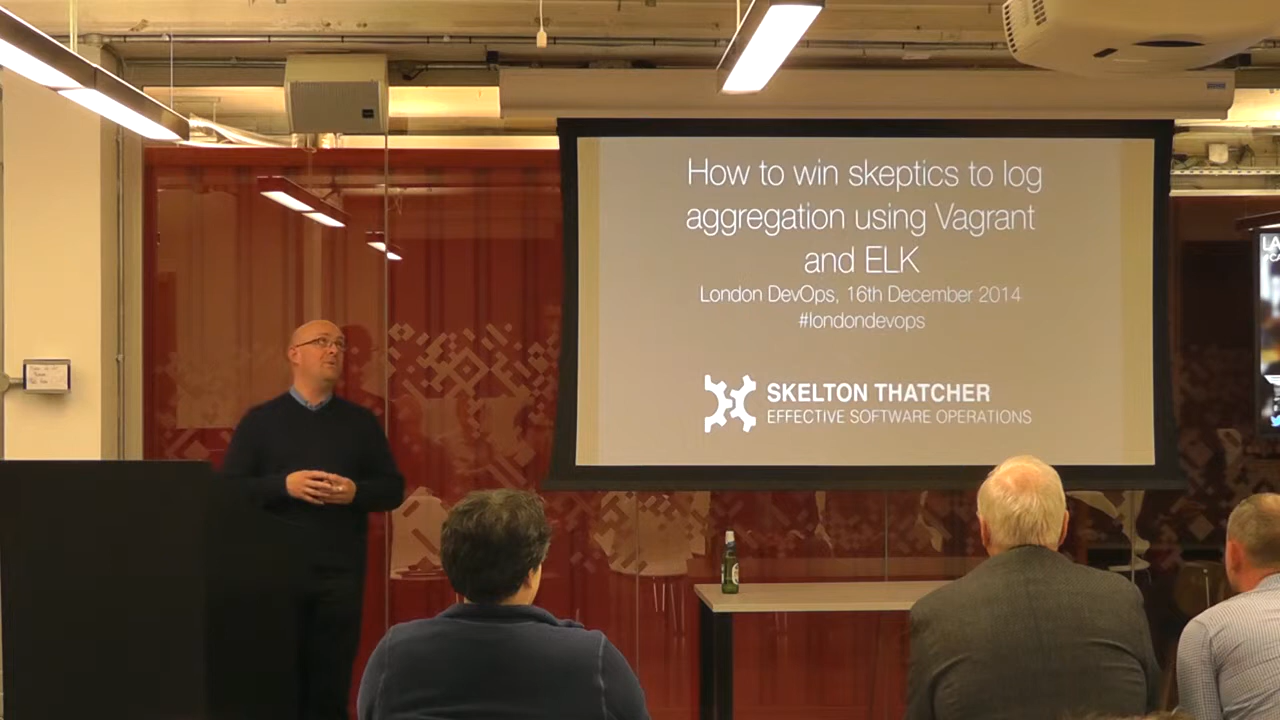 How to win skeptics to log
aggregation using Vagrant
and ELK
London DevOps, 16th December 2014
#londondevops
SKELTON THATCHER
EFFECTIVE SOFTWARE OPERATIONS
LA